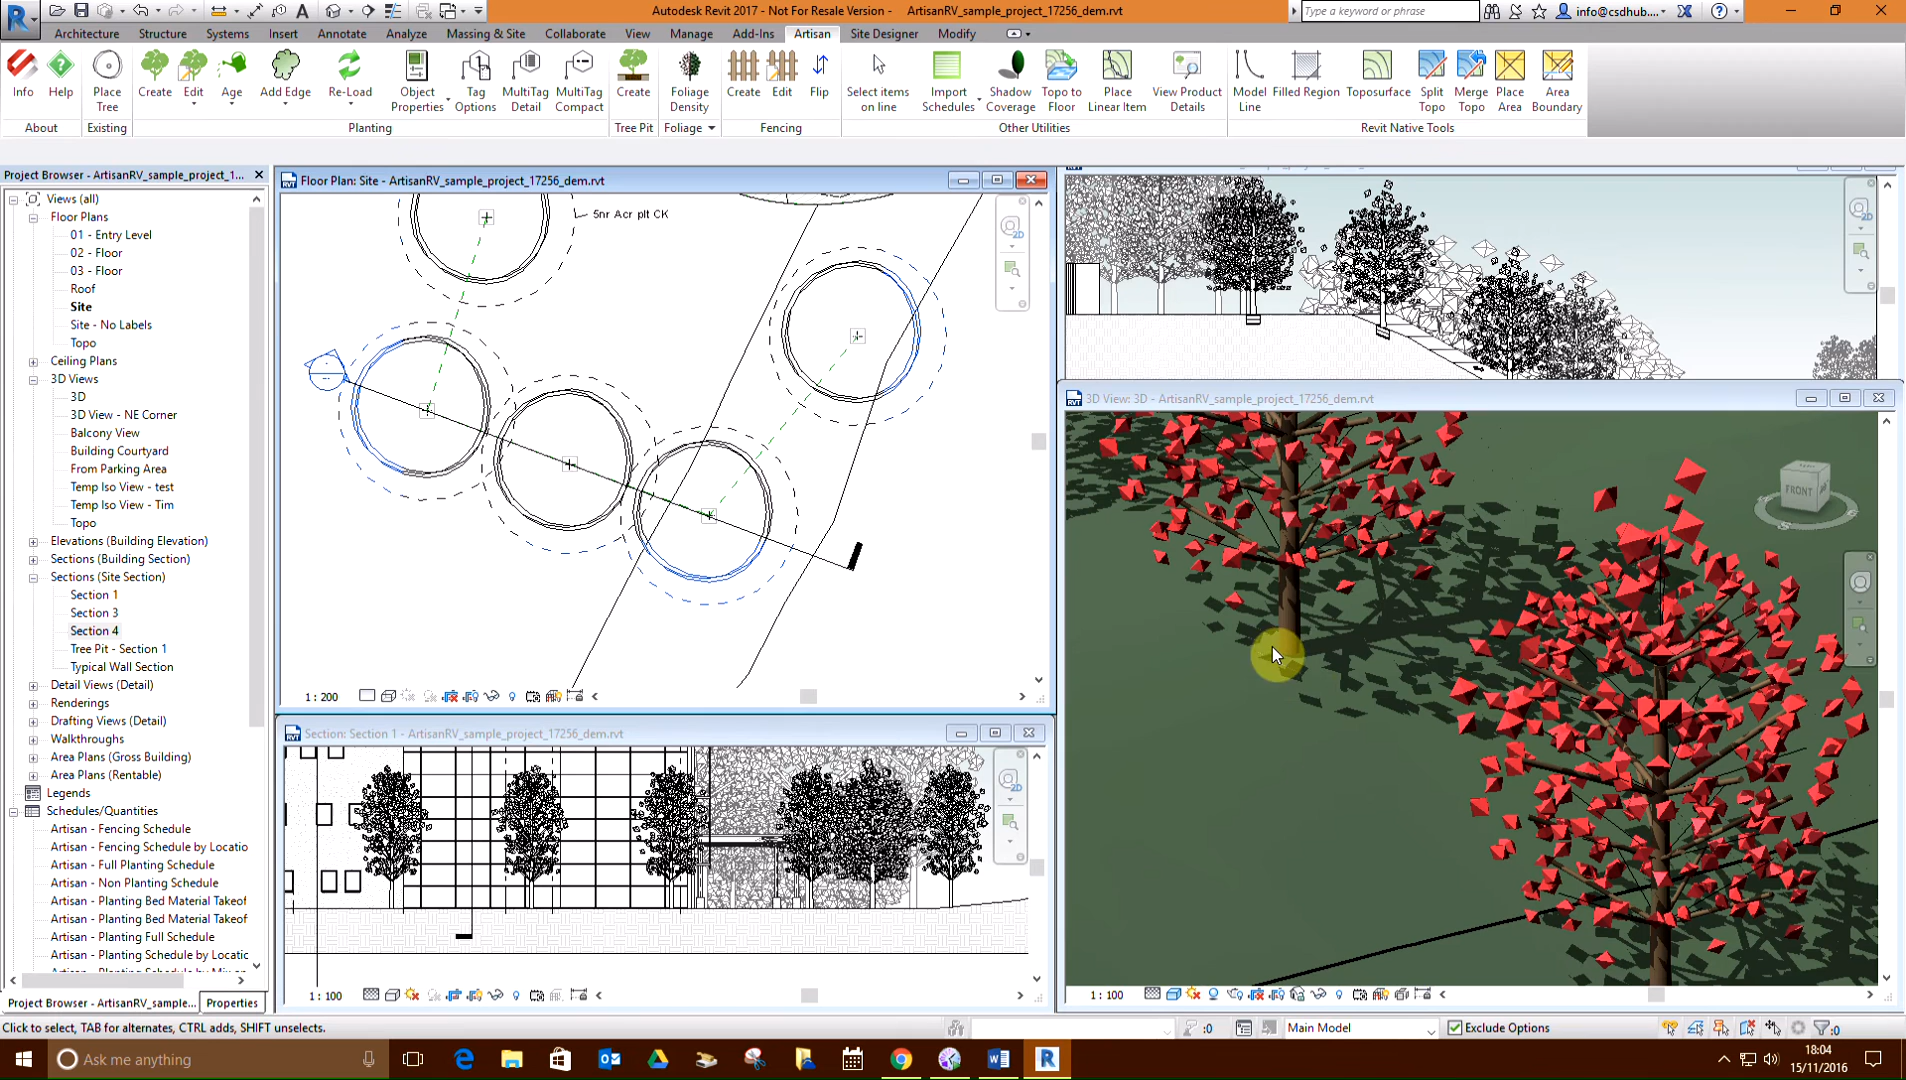 Autodesk Revit 2017 - Not For Resale Version - ArtisanRV_sample_project_17256_dem.rvt
Type a keyword or phrase
info@csdhub....
Architecture Structure Systems Insert Annotate Analyze Massing & Site Collaborate View Manage Add-Ins Artisan Site Designer Modify
Info Help Place Tree Create Edit Age Add Edge Re-Load Object Properties Tag Options MultiTag Detail MultiTag Compact Create Foliage Density Create Edit Flip Select items on line Import Schedules Shadow Coverage Topo to Floor Place Linear Item View Product Details Model Line Filled Region Toposurface Split Topo Merge Topo Place Area Area Boundary
About Existing Planting Tree Pit Foliage Fencing Other Utilities Revit Native Tools
Project Browser - ArtisanRV_sample_project_1...
Views (all)
Floor Plans
01 - Entry Level
02 - Floor
03 - Floor
Roof
Site
Site - No Labels
Topo
Ceiling Plans
3D Views
3D
3D View - NE Corner
Balcony View
Building Courtyard
From Parking Area
Temp Iso View - test
Temp Iso View - Tim
Topo
Elevations (Building Elevation)
Sections (Building Section)
Sections (Site Section)
Section 1
Section 3
Section 4
Tree Pit - Section 1
Typical Wall Section
Detail Views (Detail)
Renderings
Drafting Views (Detail)
Walkthroughs
Area Plans (Gross Building)
Area Plans (Rentable)
Legends
Schedules/Quantities
Artisan - Fencing Schedule
Artisan - Fencing Schedule by Locatio
Artisan - Full Planting Schedule
Artisan - Non Planting Schedule
Artisan - Planting Bed Material Takeof
Artisan - Planting Bed Material Takeof
Artisan - Planting Full Schedule
Artisan - Planting Schedule by Locatic
Project Browser - ArtisanRV_sample... Properties
Floor Plan: Site - ArtisanRV_sample_project_17256_dem.rvt
5nr Acr plt CK
2D
1 : 200
Section: Section 1 - ArtisanRV_sample_project_17256_dem.rvt
2D
1 : 100
2D
3D View: 3D - ArtisanRV_sample_project_17256_dem.rvt
FRONT
1 : 100
Click to select, TAB for alternates, CTRL adds, SHIFT unselects.
:0
Main Model
Exclude Options
:0
Ask me anything
18:04
15/11/2016